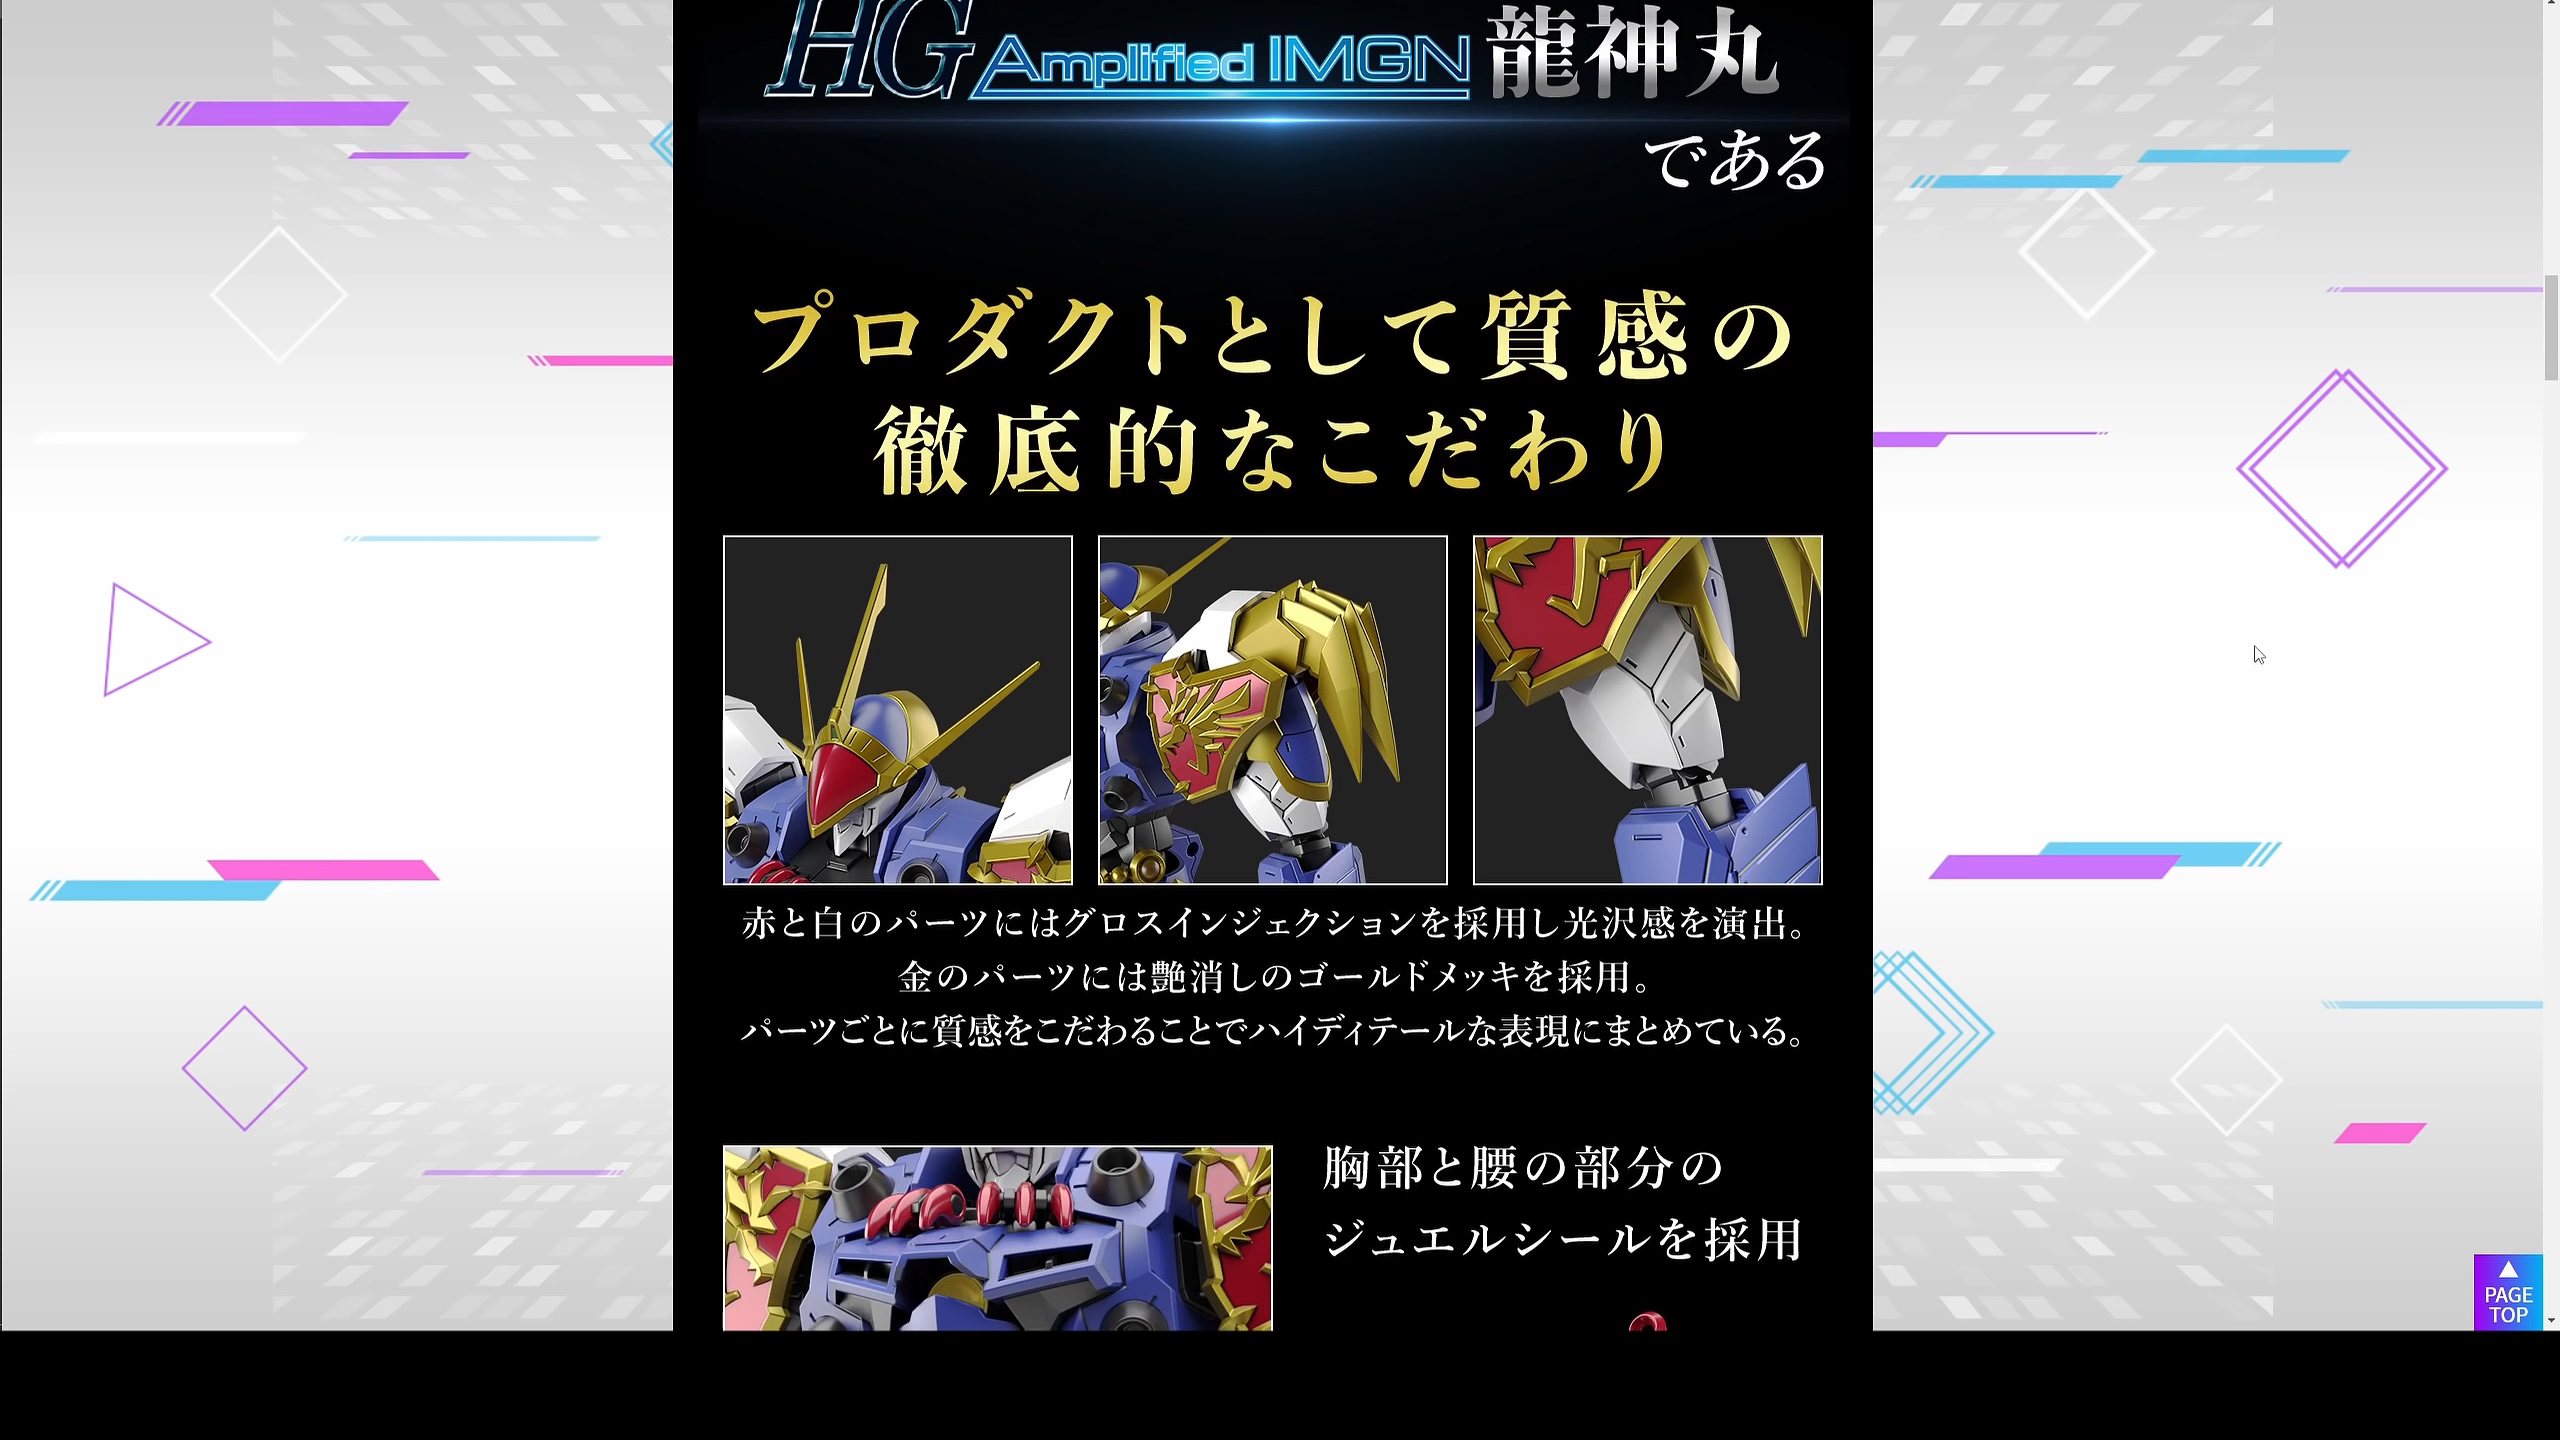 HG Amplified IMGN 龍神丸
である
プロダクトとして質感の
徹底的なこだわり
赤と白のパーツにはグロスインジェクションを採用し光沢感を演出。
金のパーツには艶消しのゴールドメッキを採用。
パーツごとに質感をこだわることでハイディテールな表現にまとめている。
胸部と腰の部分の
ジュエルシールを採用
PAGE
TOP